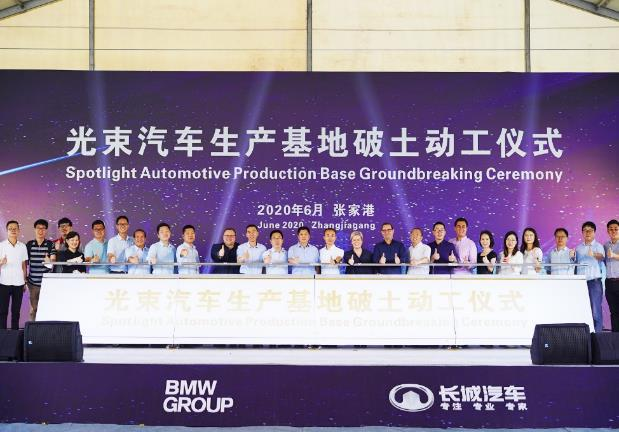 光束汽车生产基地破土动工仪式
Spotlight Automotive Production Base Groundbreaking Ceremony
2020年6月 张家港
June 2020 Zhangjiagang
光束汽车生产基地破土动工仪式
Spotlight Automotive Production Base Groundbreaking Ceremony
BMW
GROUP
长城汽车
专注 专业 专家